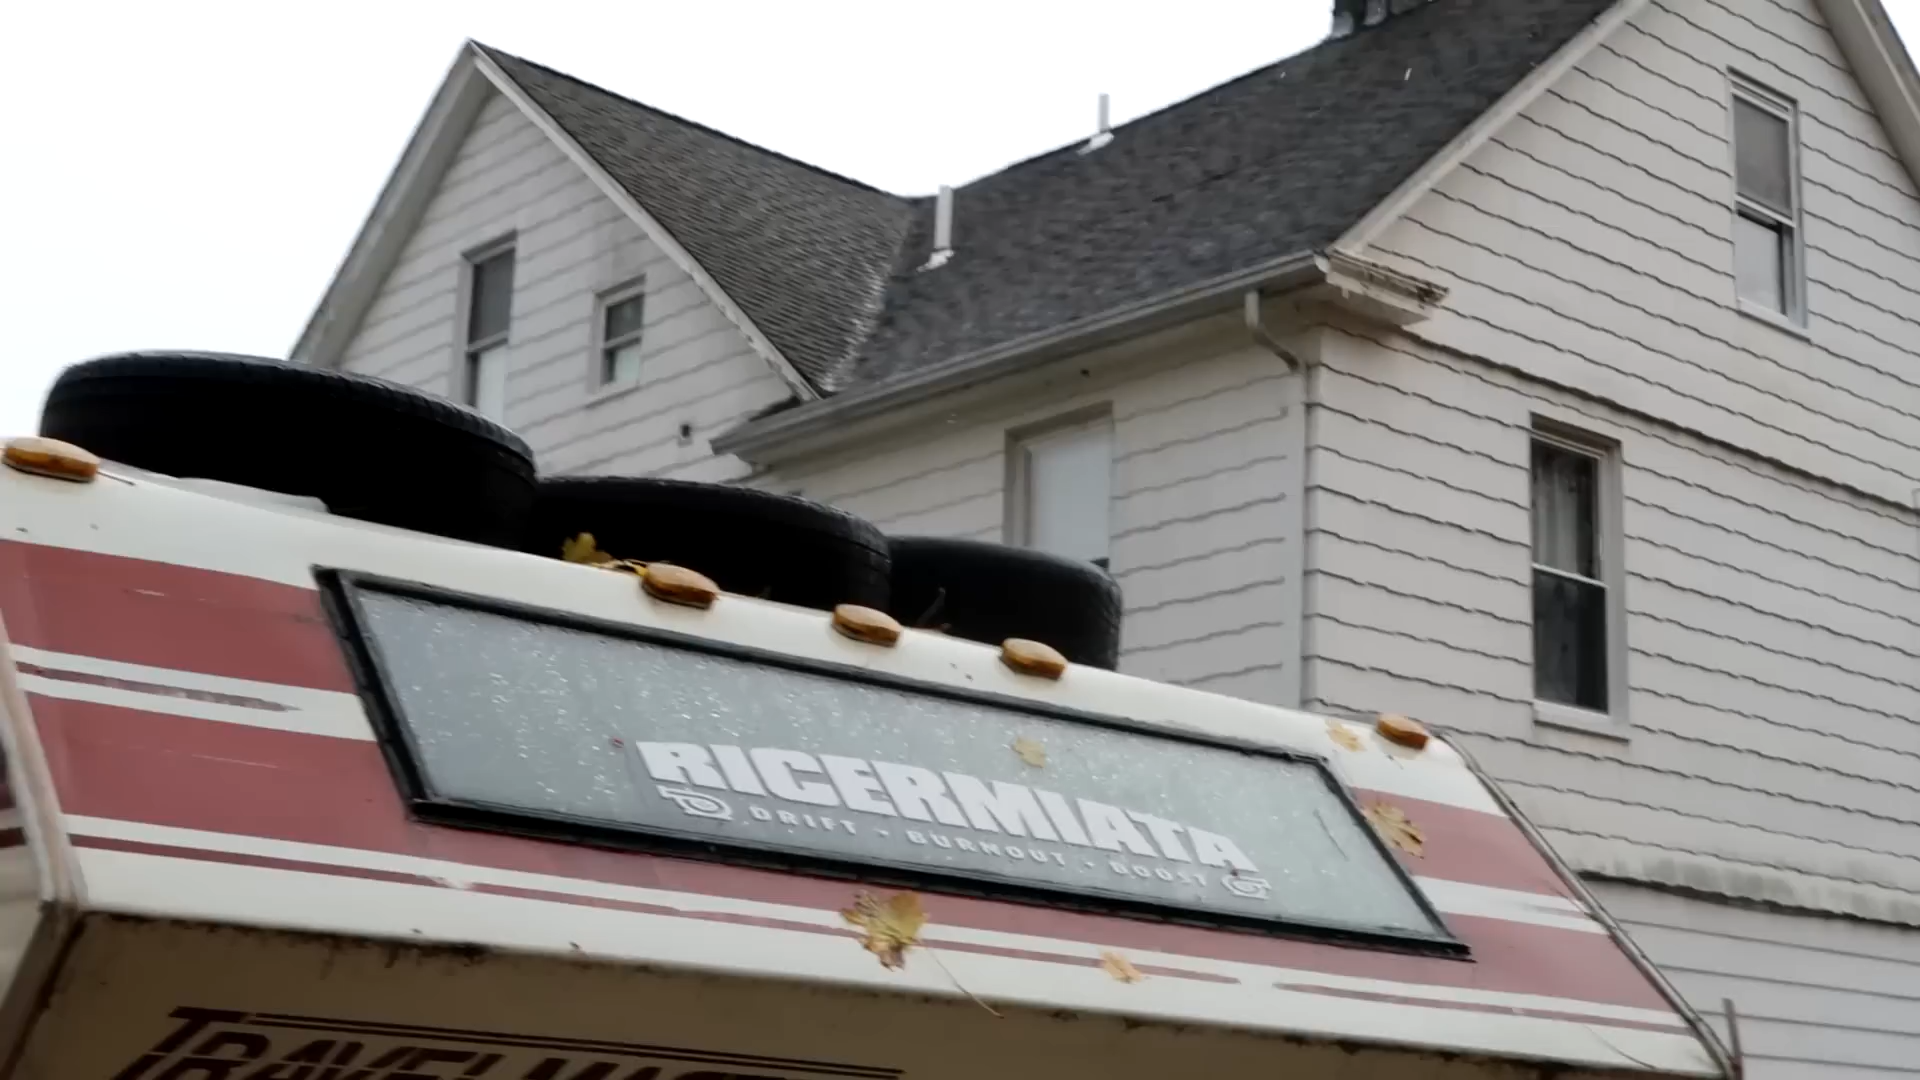 RICERMIATA
DRIFT • BURNOUT • BOOST